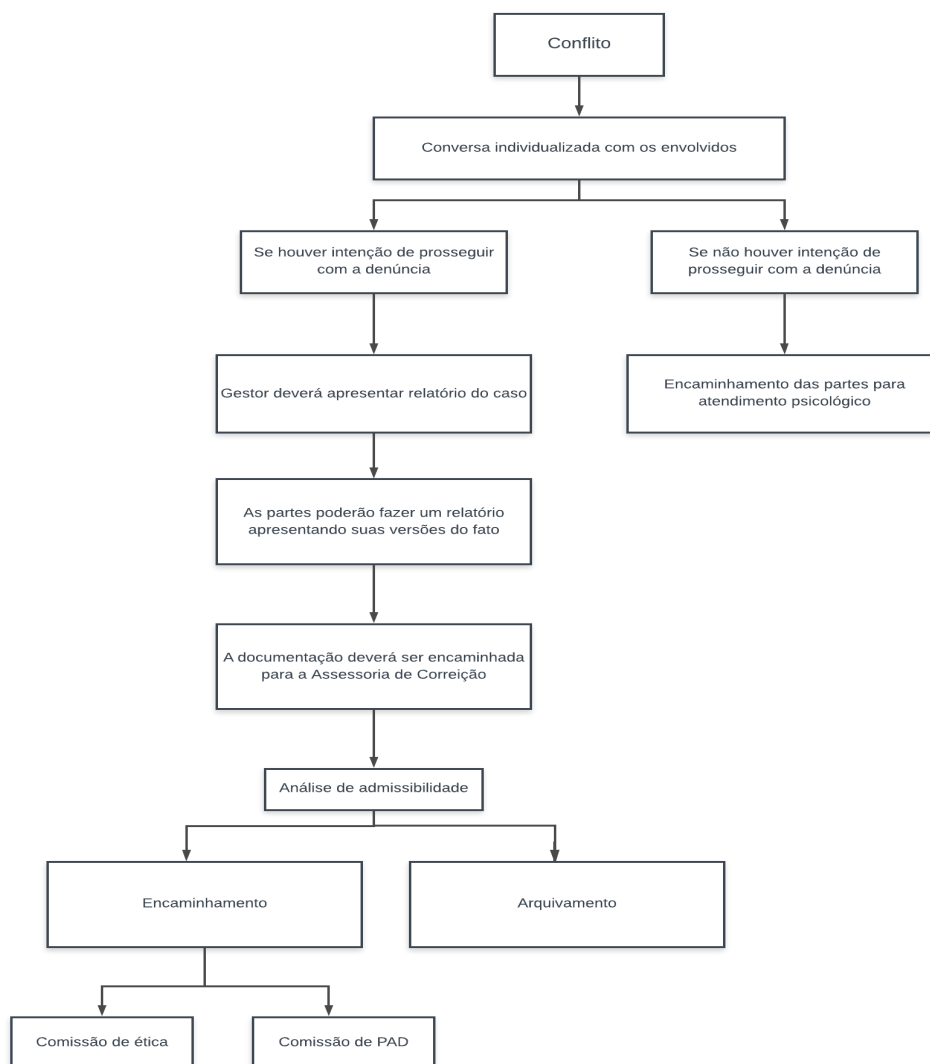 Conflito
Conversa individualizada com os envolvidos
Se houver intenção de prosseguir
com a denúncia
Se não houver intenção de
prosseguir com a denúncia
Gestor deverá apresentar relatório do caso
Encaminhamento das partes para
atendimento psicológico
As partes poderão fazer um relatório
apresentando suas versões do fato
A documentação deverá ser encaminhada
para a Assessoria de Correição
Análise de admissibilidade
Encaminhamento
Arquivamento
Comissão de ética
Comissão de PAD